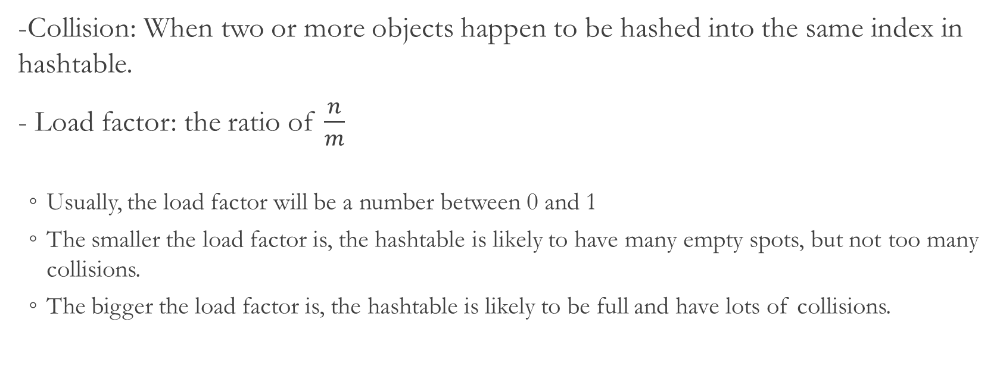 -Collision: When two or more objects happen to be hashed into the same index in
hashtable.
- Load factor: the ratio of n/m
◦ Usually, the load factor will be a number between 0 and 1
◦ The smaller the load factor is, the hashtable is likely to have many empty spots, but not too many
collisions.
◦ The bigger the load factor is, the hashtable is likely to be full and have lots of collisions.